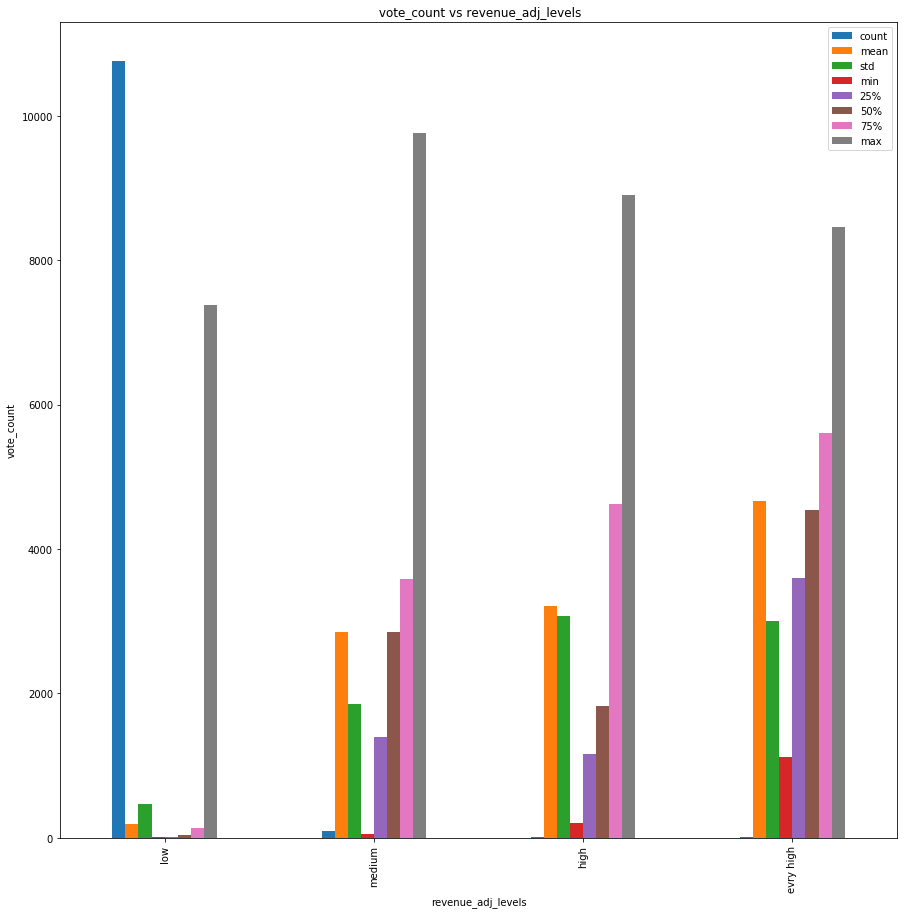 vote_count vs revenue_adj_levels
count
mean
std
min
25%
50%
75%
max
10000
8000
6000
4000
2000
0
vote_count
low
medium
high
evry high
revenue_adj_levels